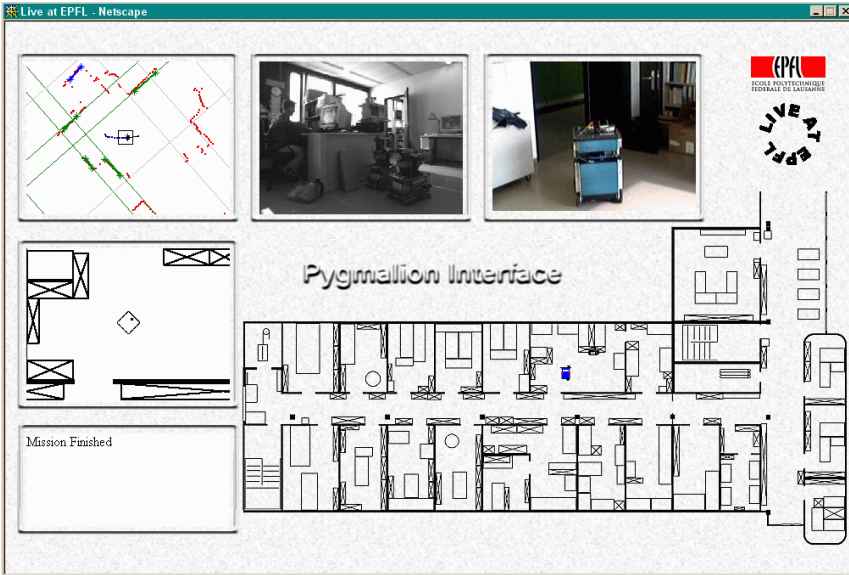 Live at EPFL - Netscape
EPFL
ECOLE POLYTECHNIQUE
FEDERALE DE LAUSANNE
LIVE AT EPFL
Pygmalion Interface
Mission Finished